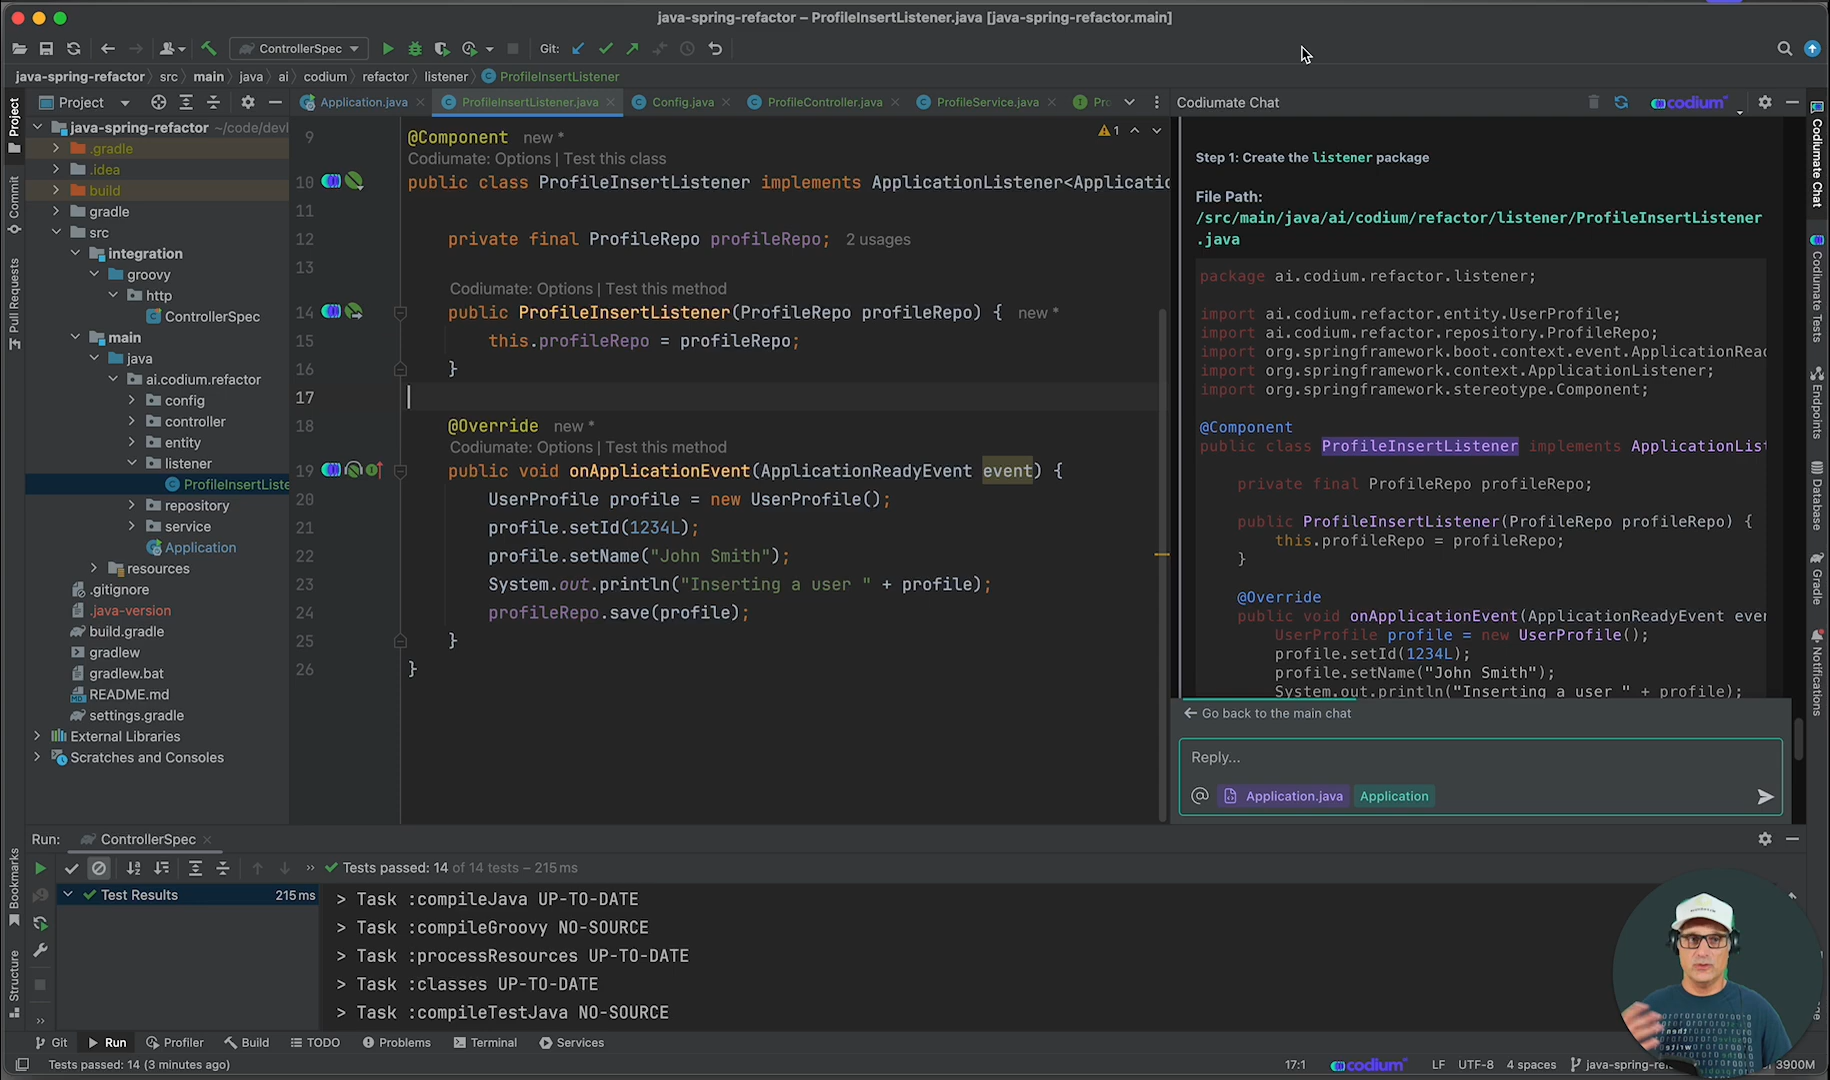 java-spring-refactor – ProfileInsertListener.java [java-spring-refactor.main]
ControllerSpec
Git:
java-spring-refactor › src › main › java › ai › codium › refactor › listener › ProfileInsertListener
Project
Application.java
ProfileInsertListener.java
Config.java
ProfileController.java
ProfileService.java
Pro
Codiumate Chat
codium
Project
Commit
Pull Requests
Bookmarks
Structure
java-spring-refactor ~/code/devl
.gradle
.idea
build
gradle
src
integration
groovy
http
ControllerSpec
main
java
ai.codium.refactor
config
controller
entity
listener
ProfileInsertListe
repository
service
Application
resources
.gitignore
.java-version
build.gradle
gradlew
gradlew.bat
README.md
settings.gradle
External Libraries
Scratches and Consoles
1
9 @Component new *
Codiumate: Options | Test this class
10 public class ProfileInsertListener implements ApplicationListener<Applicatio
11
12 private final ProfileRepo profileRepo; 2 usages
13
Codiumate: Options | Test this method
14 public ProfileInsertListener(ProfileRepo profileRepo) { new *
15 this.profileRepo = profileRepo;
16 }
17
18 @Override new *
Codiumate: Options | Test this method
19 public void onApplicationEvent(ApplicationReadyEvent event) {
20 UserProfile profile = new UserProfile();
21 profile.setId(1234L);
22 profile.setName("John Smith");
23 System.out.println("Inserting a user " + profile);
24 profileRepo.save(profile);
25 }
26 }
Step 1: Create the listener package
File Path:
/src/main/java/ai/codium/refactor/listener/ProfileInsertListener
.java
package ai.codium.refactor.listener;
import ai.codium.refactor.entity.UserProfile;
import ai.codium.refactor.repository.ProfileRepo;
import org.springframework.boot.context.event.ApplicationRea
import org.springframework.context.ApplicationListener;
import org.springframework.stereotype.Component;
@Component
public class ProfileInsertListener implements ApplicationList
private final ProfileRepo profileRepo;
public ProfileInsertListener(ProfileRepo profileRepo) {
this.profileRepo = profileRepo;
}
@Override
public void onApplicationEvent(ApplicationReadyEvent even
UserProfile profile = new UserProfile();
profile.setId(1234L);
profile.setName("John Smith");
System.out.println("Inserting a user " + profile);
← Go back to the main chat
Reply...
@ Application.java Application
Codiumate Chat
Codiumate Tests
Endpoints
Database
Gradle
Notifications
Run: ControllerSpec
Tests passed: 14 of 14 tests – 215 ms
Test Results 215 ms
> Task :compileJava UP-TO-DATE
> Task :compileGroovy NO-SOURCE
> Task :processResources UP-TO-DATE
> Task :classes UP-TO-DATE
> Task :compileTestJava NO-SOURCE
Git
Run
Profiler
Build
TODO
Problems
Terminal
Services
Tests passed: 14 (3 minutes ago)
17:1
codium
LF
UTF-8
4 spaces
java-spring-re
3900M